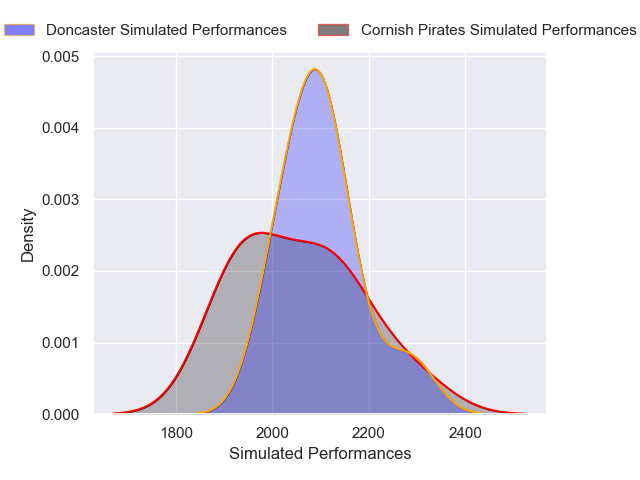 Doncaster Simulated Performances
Cornish Pirates Simulated Performances
0.005
0.004
0.003
0.002
0.001
0.000
Density
1800
2000
2200
2400
Simulated Performances